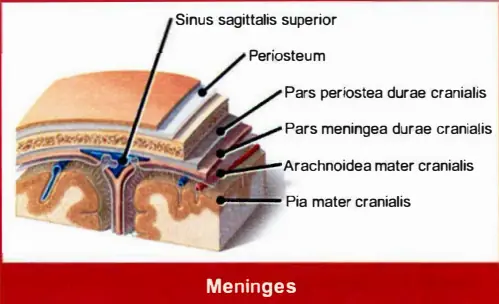 Sinus sagittalis superior
Periosteum
Pars periostea durae cranialis
Pars meningea durae cranialis
Arachnoidea mater cranialis
Pia mater cranialis
Meninges